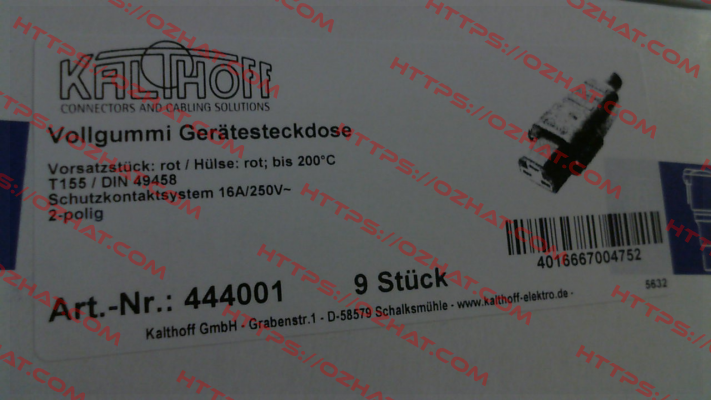 KALTHOFF
CONNECTORS AND CABLING SOLUTIONS
Vollgummi Gerätesteckdose
Vorsatzstück: rot / Hülse: rot; bis 200°C
T155 / DIN 49458
Schutzkontaktsystem 16A/250V~
2-polig
4016667004752
5632
Art.-Nr.: 444001 9 Stück
Kalthoff GmbH - Grabenstr.1 - D-58579 Schalksmühle - www.kalthoff-elektro.de -
HTTPS://OZHAT.COM